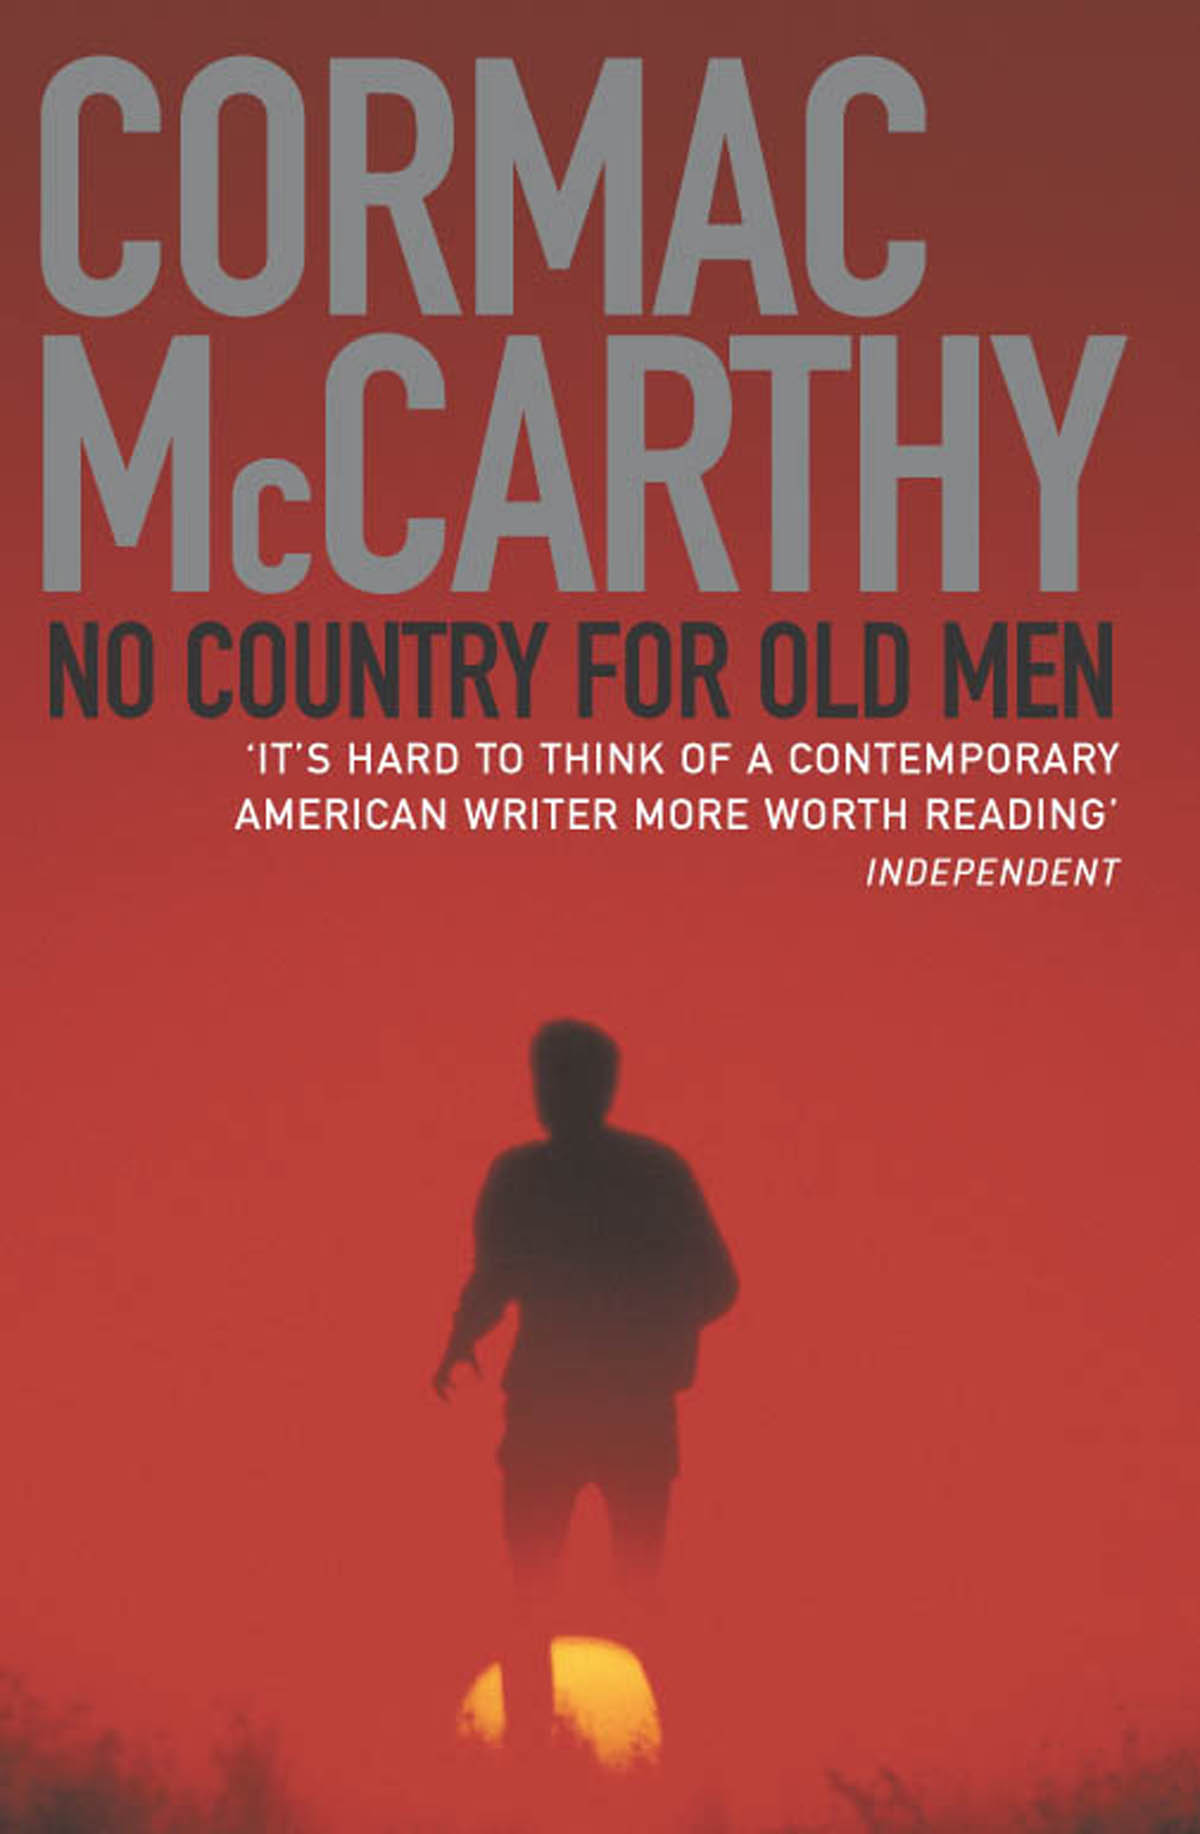 CORMAC
McCARTHY
NO COUNTRY FOR OLD MEN
‘IT’S HARD TO THINK OF A CONTEMPORARY
AMERICAN WRITER MORE WORTH READING’
INDEPENDENT